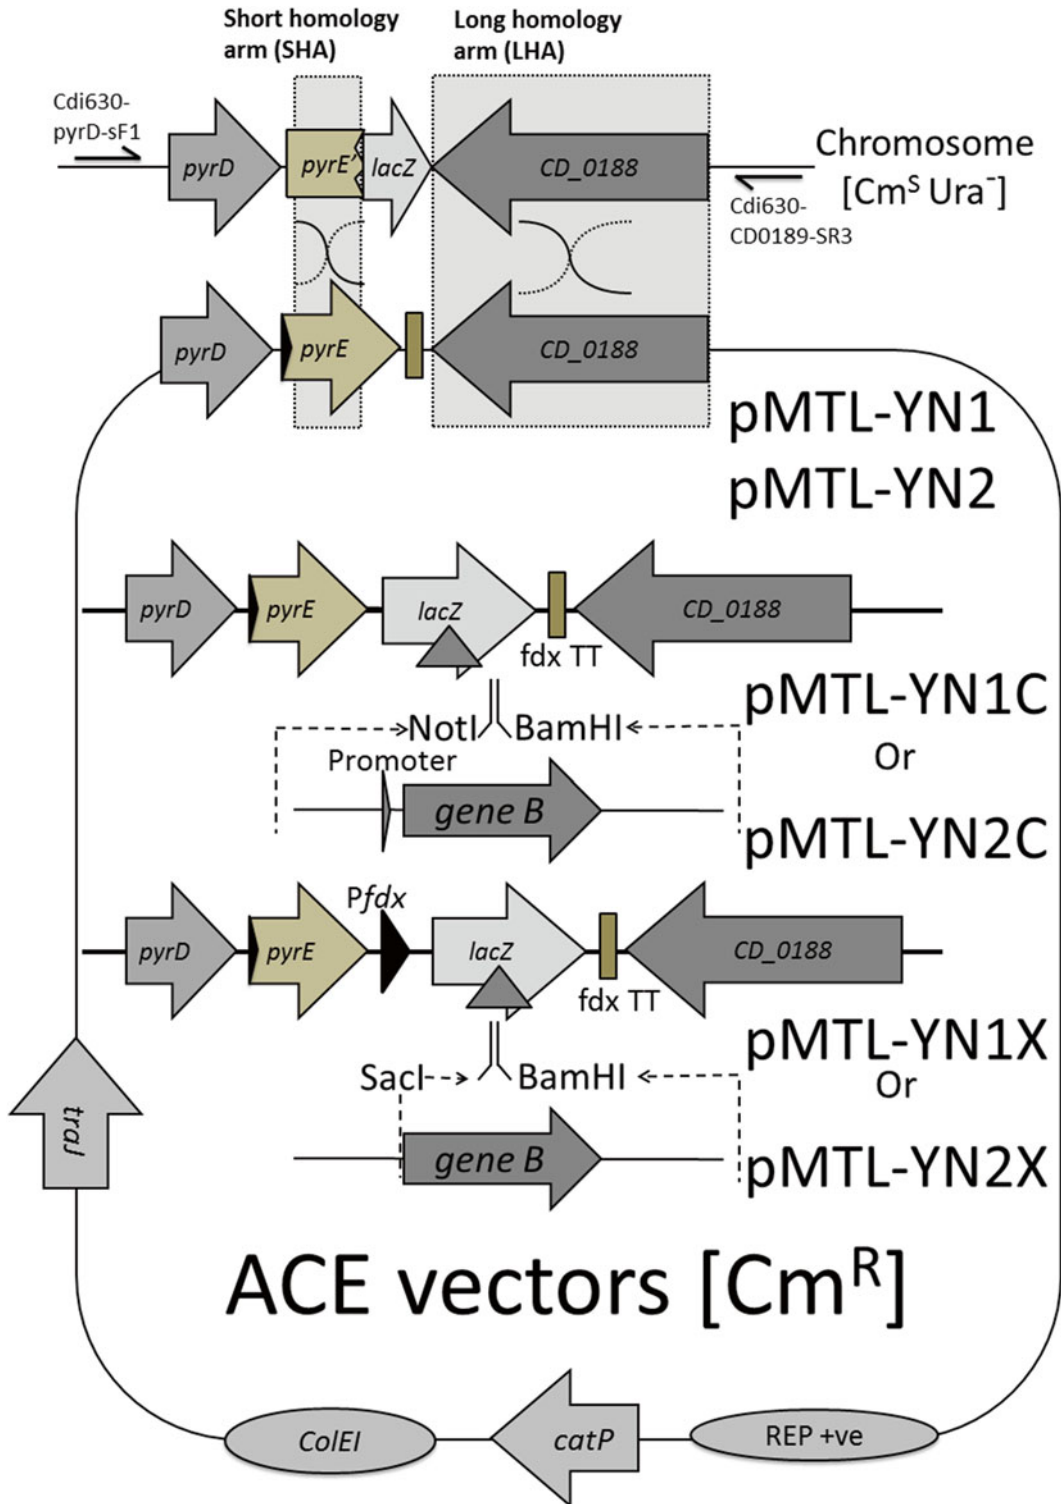 Short homology
arm (SHA)
Long homology
arm (LHA)
Cdi630-
pyrD-sF1
pyrD
pyrE'
lacZ
CD_0188
Chromosome
[Cmˢ Ura⁻]
Cdi630-
CD0189-SR3
pyrD
pyrE
CD_0188
pMTL-YN1
pMTL-YN2
pyrD
pyrE
lacZ
CD_0188
fdx TT
pMTL-YN1C
NotI
BamHI
Or
Promoter
gene B
pMTL-YN2C
Pfdx
pyrD
pyrE
lacZ
CD_0188
fdx TT
pMTL-YN1X
SacI
BamHI
Or
gene B
pMTL-YN2X
traJ
ACE vectors [Cmᴿ]
ColEI
catP
REP +ve